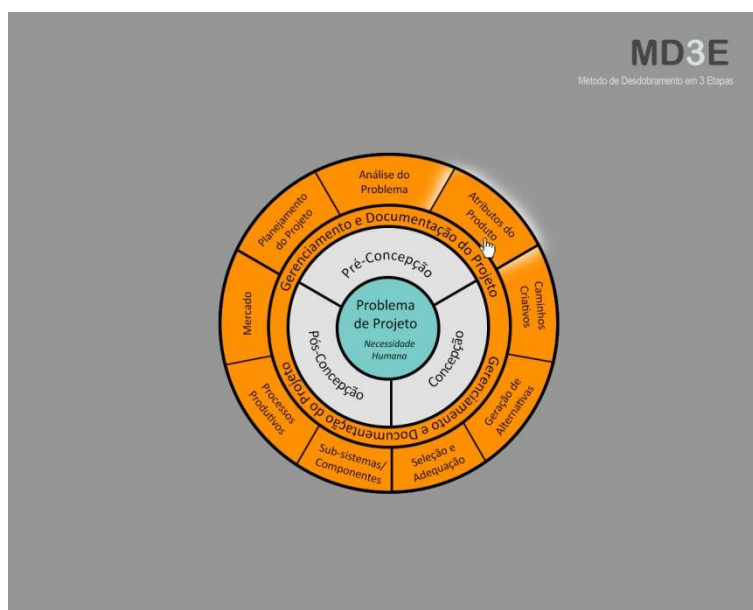 MD3E
Método de Desdobramento em 3 Etapas
Análise do
Problema
Atributos do
Produto
Caminhos
Criativos
Geração de
Alternativas
Seleção e
Adequação
Sub-sistemas/
Componentes
Processos
Produtivos
Mercado
Planejamento
do Projeto
Gerenciamento e Documentação do Projeto
Gerenciamento e Documentação do Projeto
Pré-Concepção
Concepção
Pós-Concepção
Problema
de Projeto
Necessidade
Humana